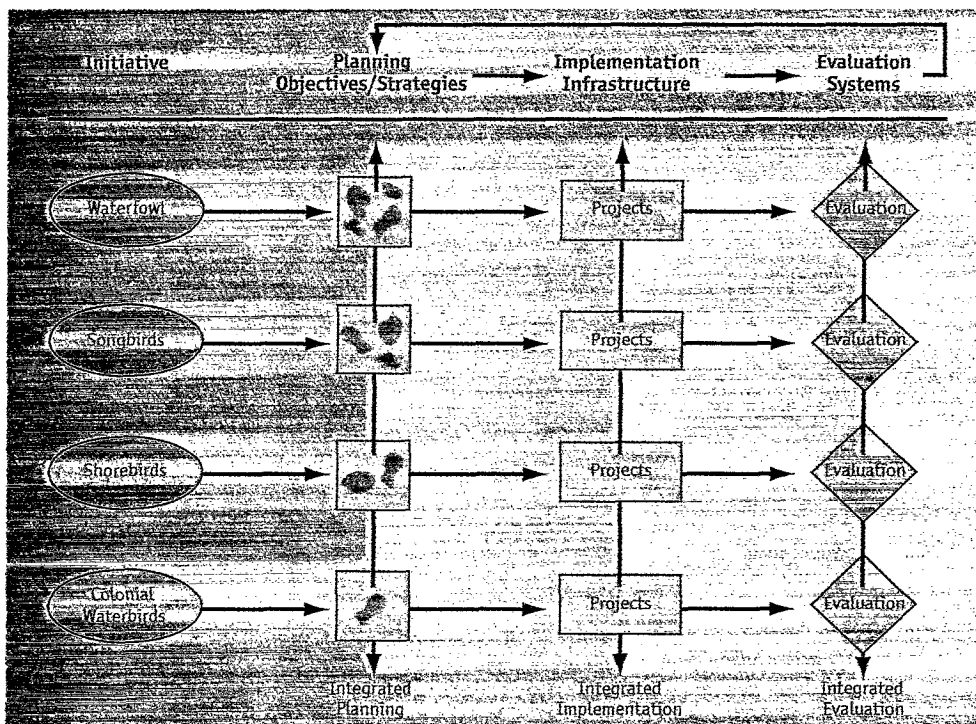 Initiative
Planning
Objectives/Strategies
Implementation
Infrastructure
Evaluation
Systems
Waterfowl
Projects
Evaluation
Songbirds
Projects
Evaluation
Shorebirds
Projects
Evaluation
Colonial
Waterbirds
Projects
Evaluation
Integrated
Planning
Integrated
Implementation
Integrated
Evaluation